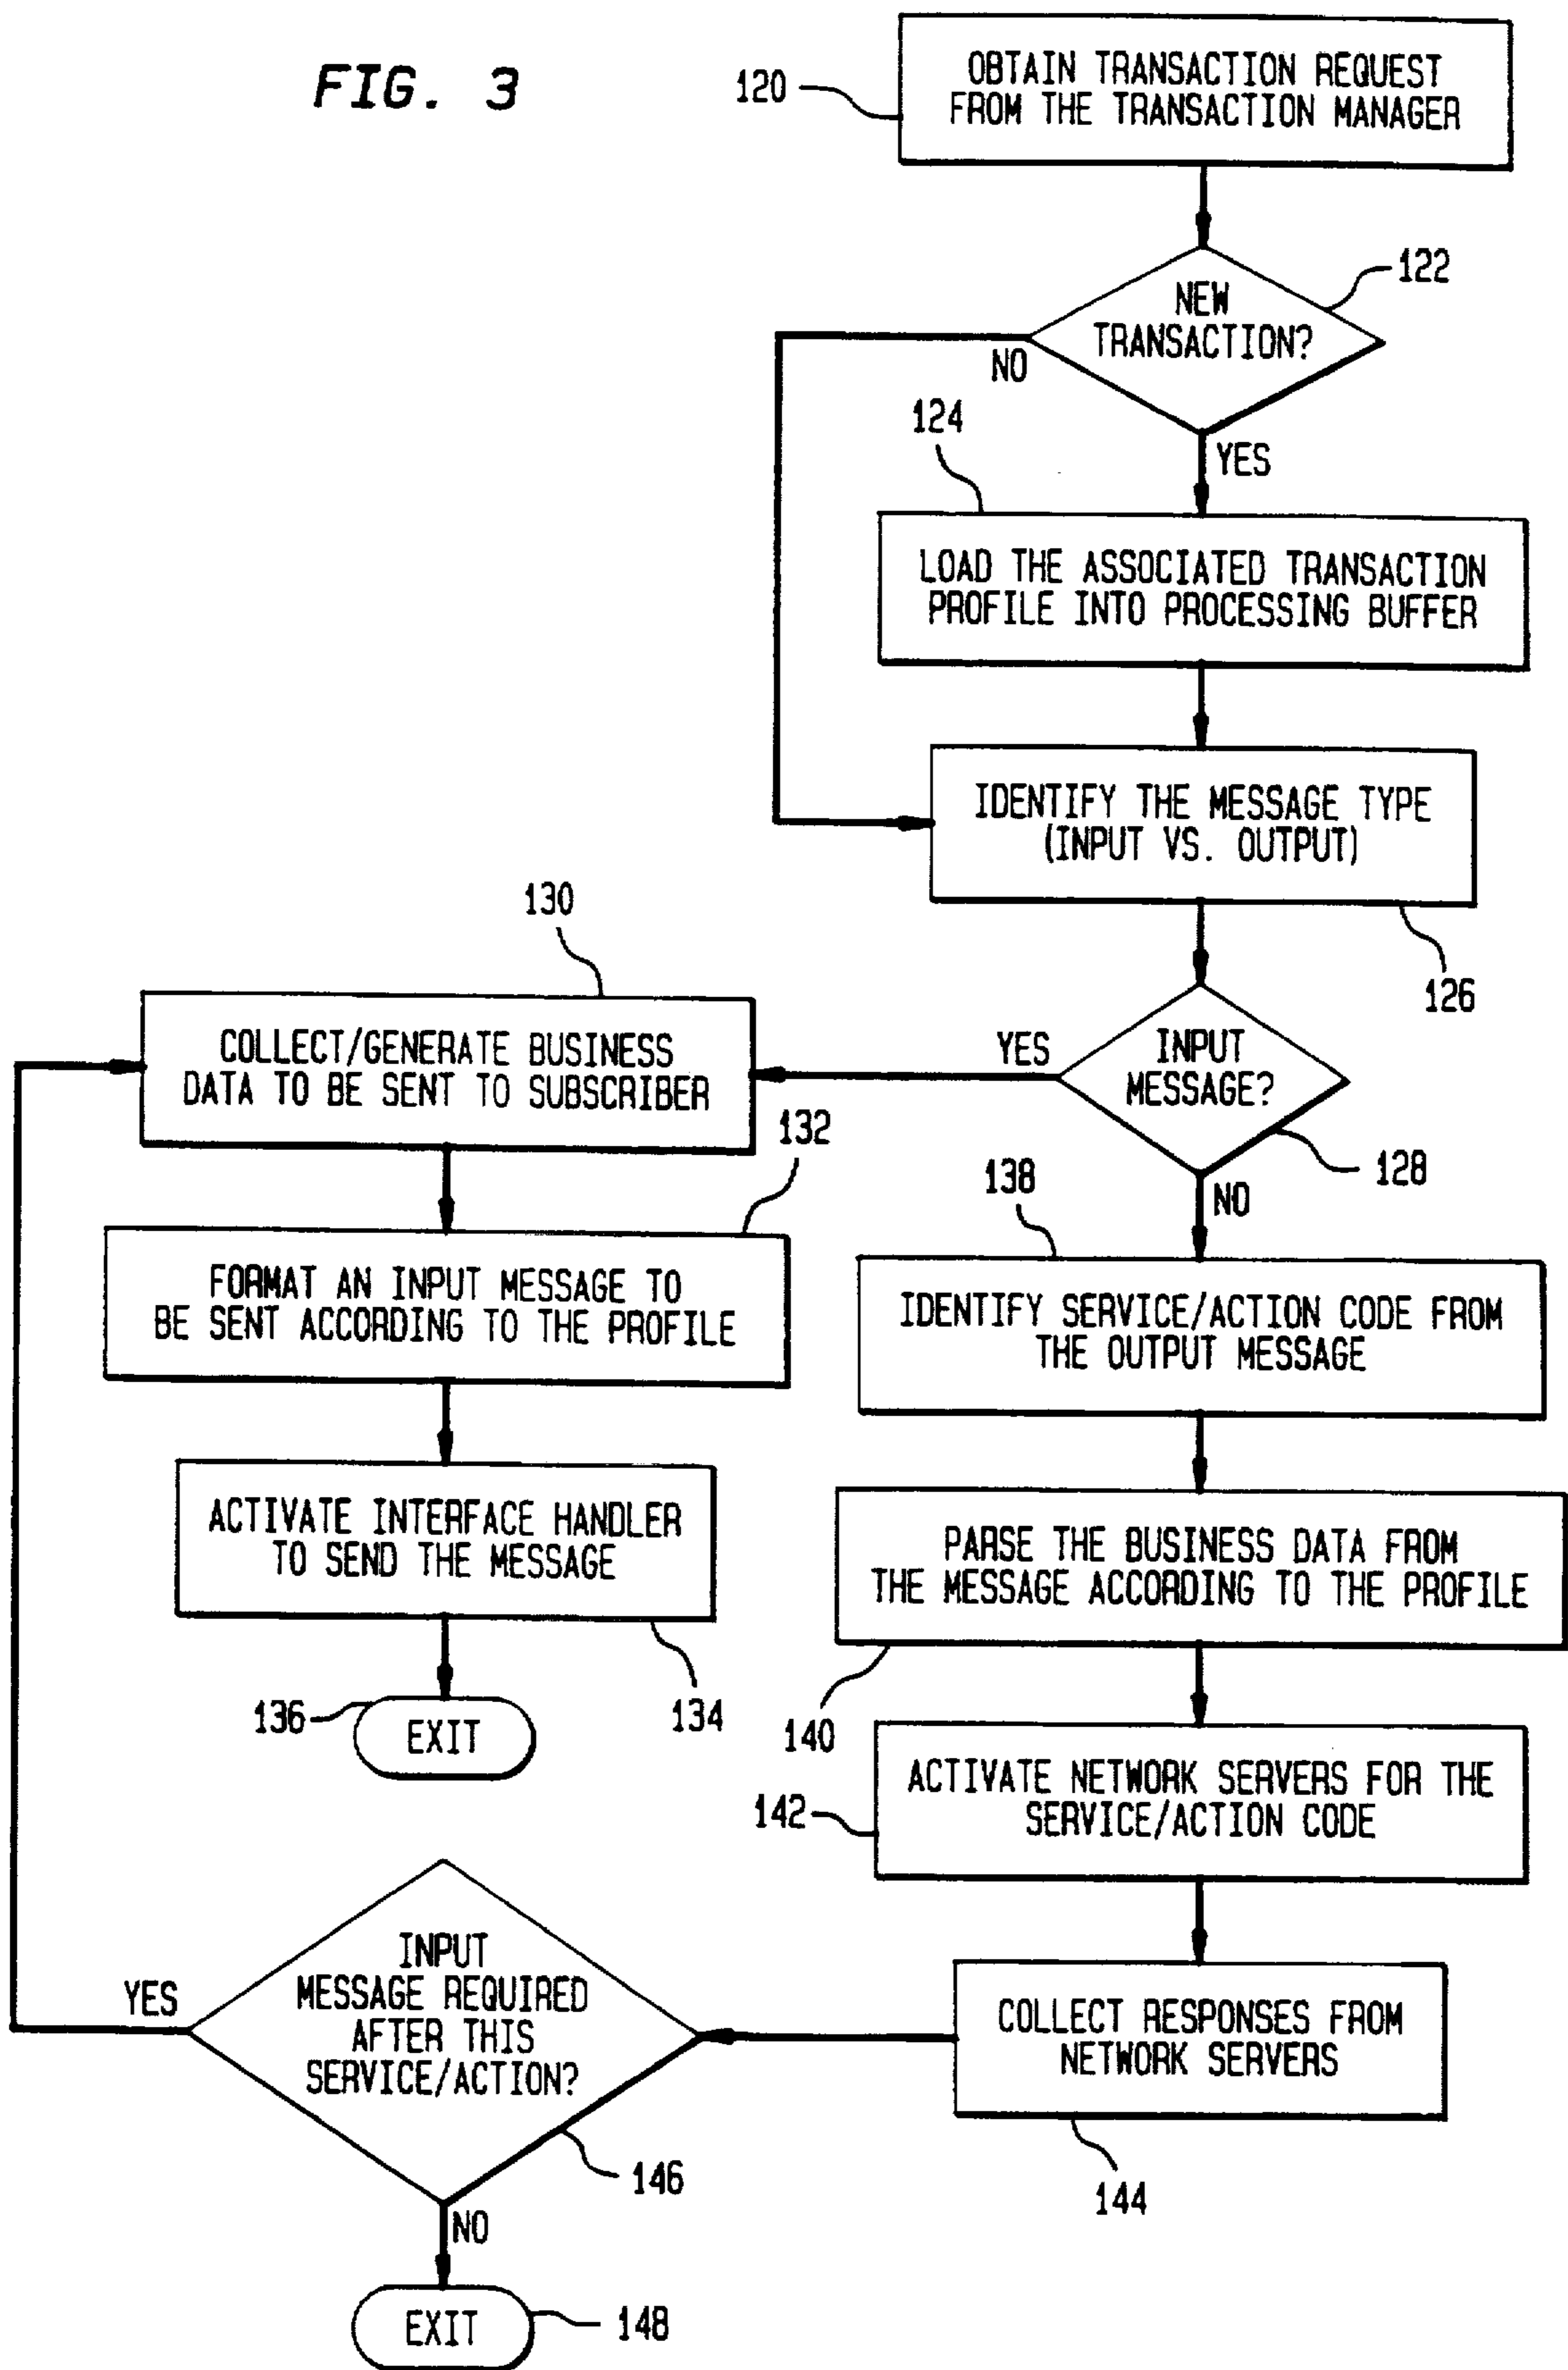 FIG. 3
120
OBTAIN TRANSACTION REQUEST
FROM THE TRANSACTION MANAGER
122
NEW
TRANSACTION?
NO
YES
124
LOAD THE ASSOCIATED TRANSACTION
PROFILE INTO PROCESSING BUFFER
IDENTIFY THE MESSAGE TYPE
(INPUT VS. OUTPUT)
126
INPUT
MESSAGE?
YES
128
NO
130
COLLECT/GENERATE BUSINESS
DATA TO BE SENT TO SUBSCRIBER
132
FORMAT AN INPUT MESSAGE TO
BE SENT ACCORDING TO THE PROFILE
ACTIVATE INTERFACE HANDLER
TO SEND THE MESSAGE
134
136
EXIT
138
IDENTIFY SERVICE/ACTION CODE FROM
THE OUTPUT MESSAGE
PARSE THE BUSINESS DATA FROM
THE MESSAGE ACCORDING TO THE PROFILE
140
ACTIVATE NETWORK SERVERS FOR THE
SERVICE/ACTION CODE
142
COLLECT RESPONSES FROM
NETWORK SERVERS
144
INPUT
MESSAGE REQUIRED
AFTER THIS
SERVICE/ACTION?
YES
146
NO
EXIT
148